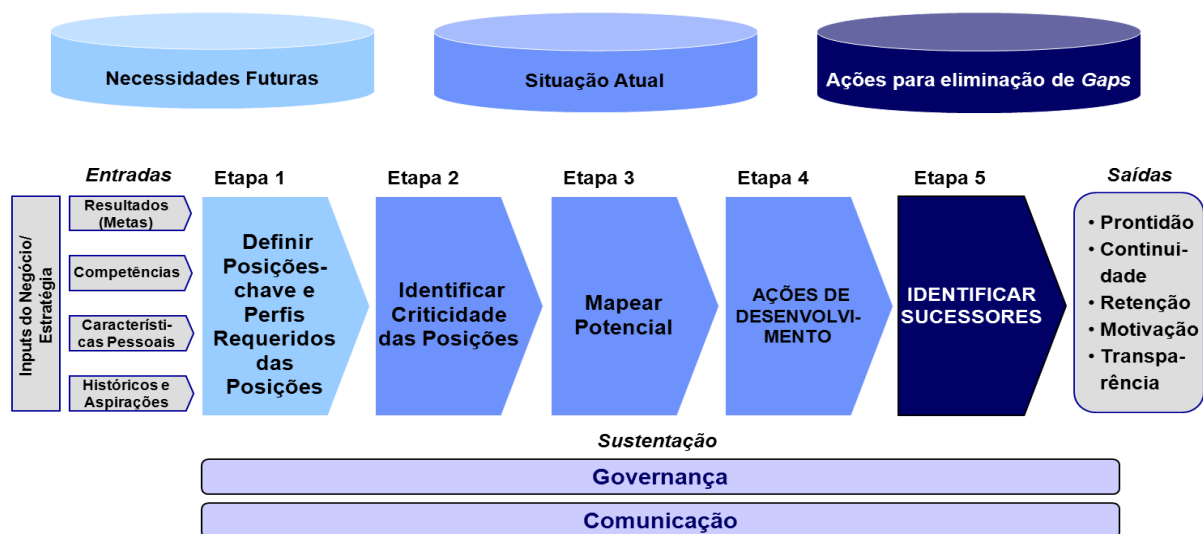 Necessidades Futuras
Situação Atual
Ações para eliminação de Gaps
Entradas
Etapa 1
Etapa 2
Etapa 3
Etapa 4
Etapa 5
Saídas
Inputs do Negócio/
Estratégia
Resultados
(Metas)
Competências
Característi-
cas Pessoais
Históricos e
Aspirações
Definir
Posições-
chave e
Perfis
Requeridos
das
Posições
Identificar
Criticidade
das Posições
Mapear
Potencial
AÇÕES DE
DESENVOLVI-
MENTO
IDENTIFICAR
SUCESSORES
• Prontidão
• Continui-
dade
• Retenção
• Motivação
• Transpa-
rência
Sustentação
Governança
Comunicação